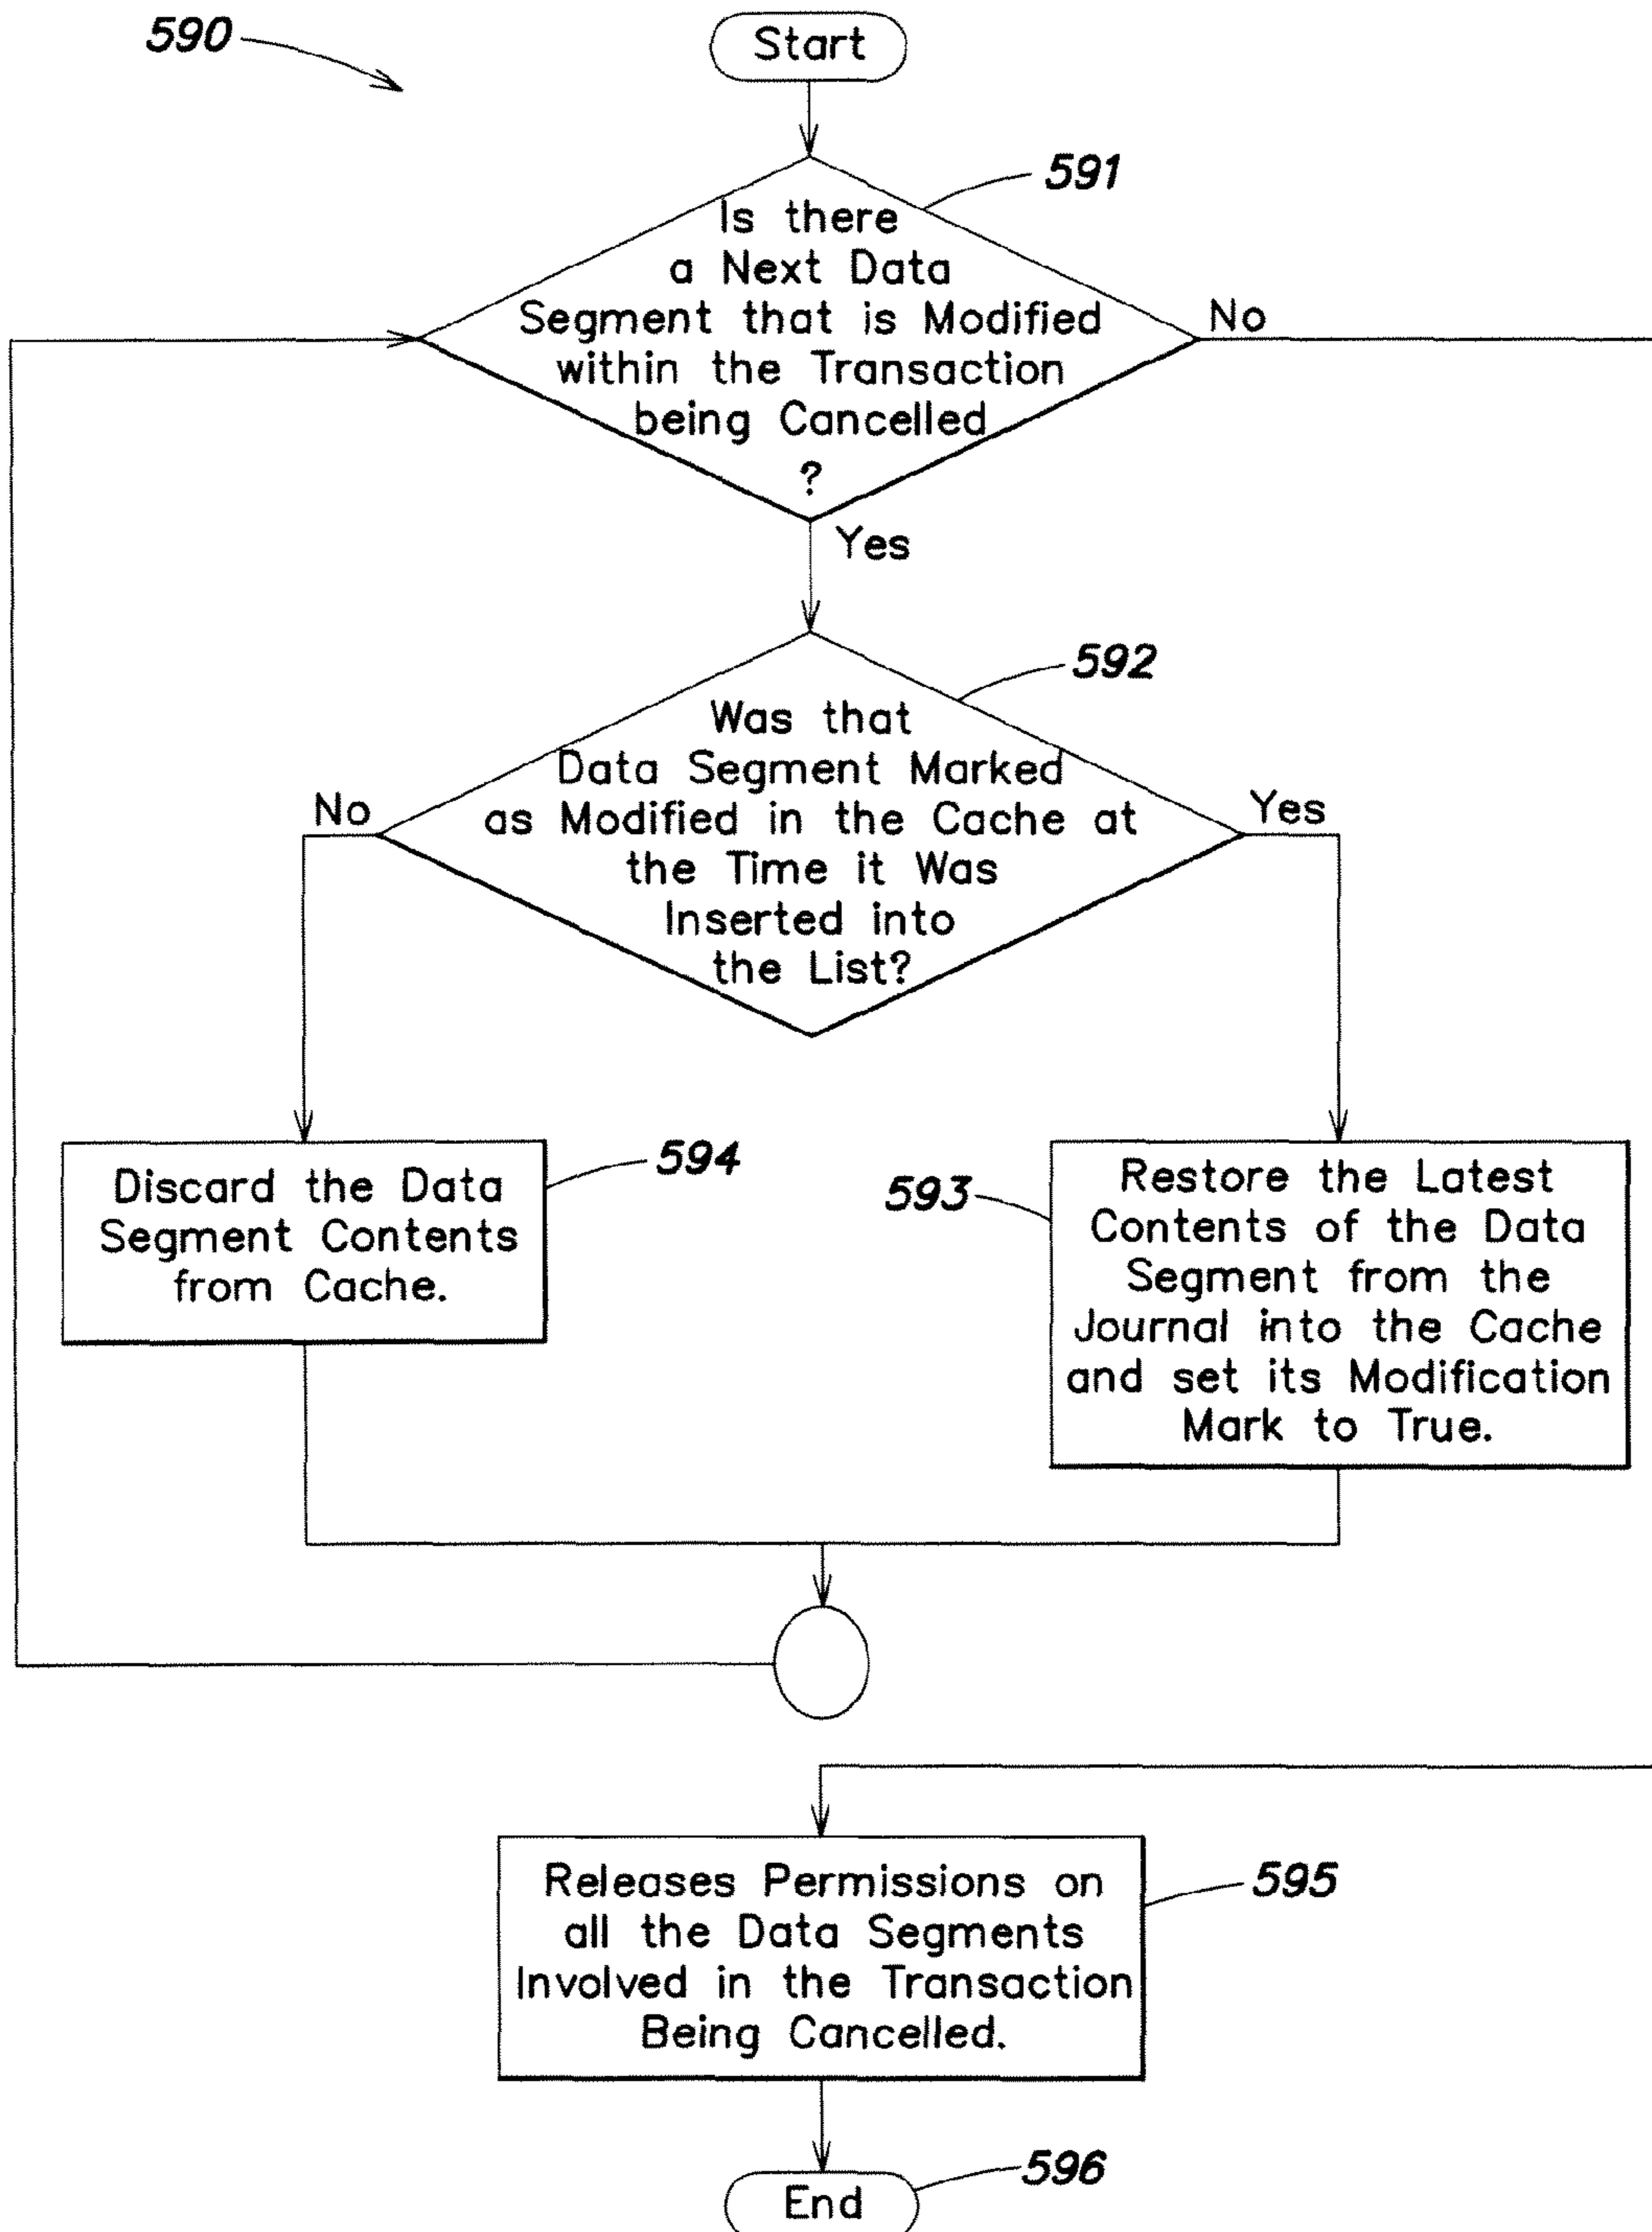 590
Start
591
Is there
a Next Data
Segment that is Modified
within the Transaction
being Cancelled
?
No
Yes
592
Was that
Data Segment Marked
as Modified in the Cache at
the Time it Was
Inserted into
the List?
No
Yes
594
Discard the Data
Segment Contents
from Cache.
593
Restore the Latest
Contents of the Data
Segment from the
Journal into the Cache
and set its Modification
Mark to True.
595
Releases Permissions on
all the Data Segments
Involved in the Transaction
Being Cancelled.
596
End